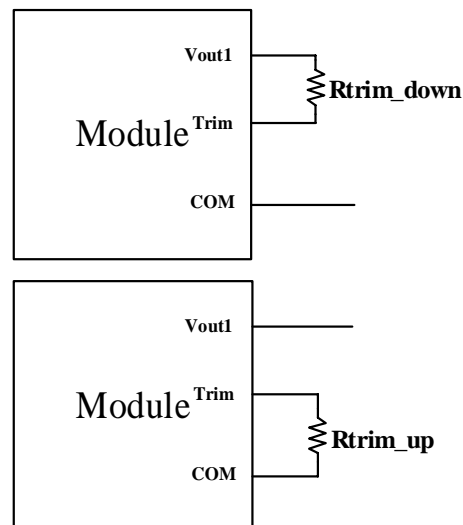 Vout1
Rtrim_down
Module
Trim
COM
Vout1
Trim
Module
Rtrim_up
COM